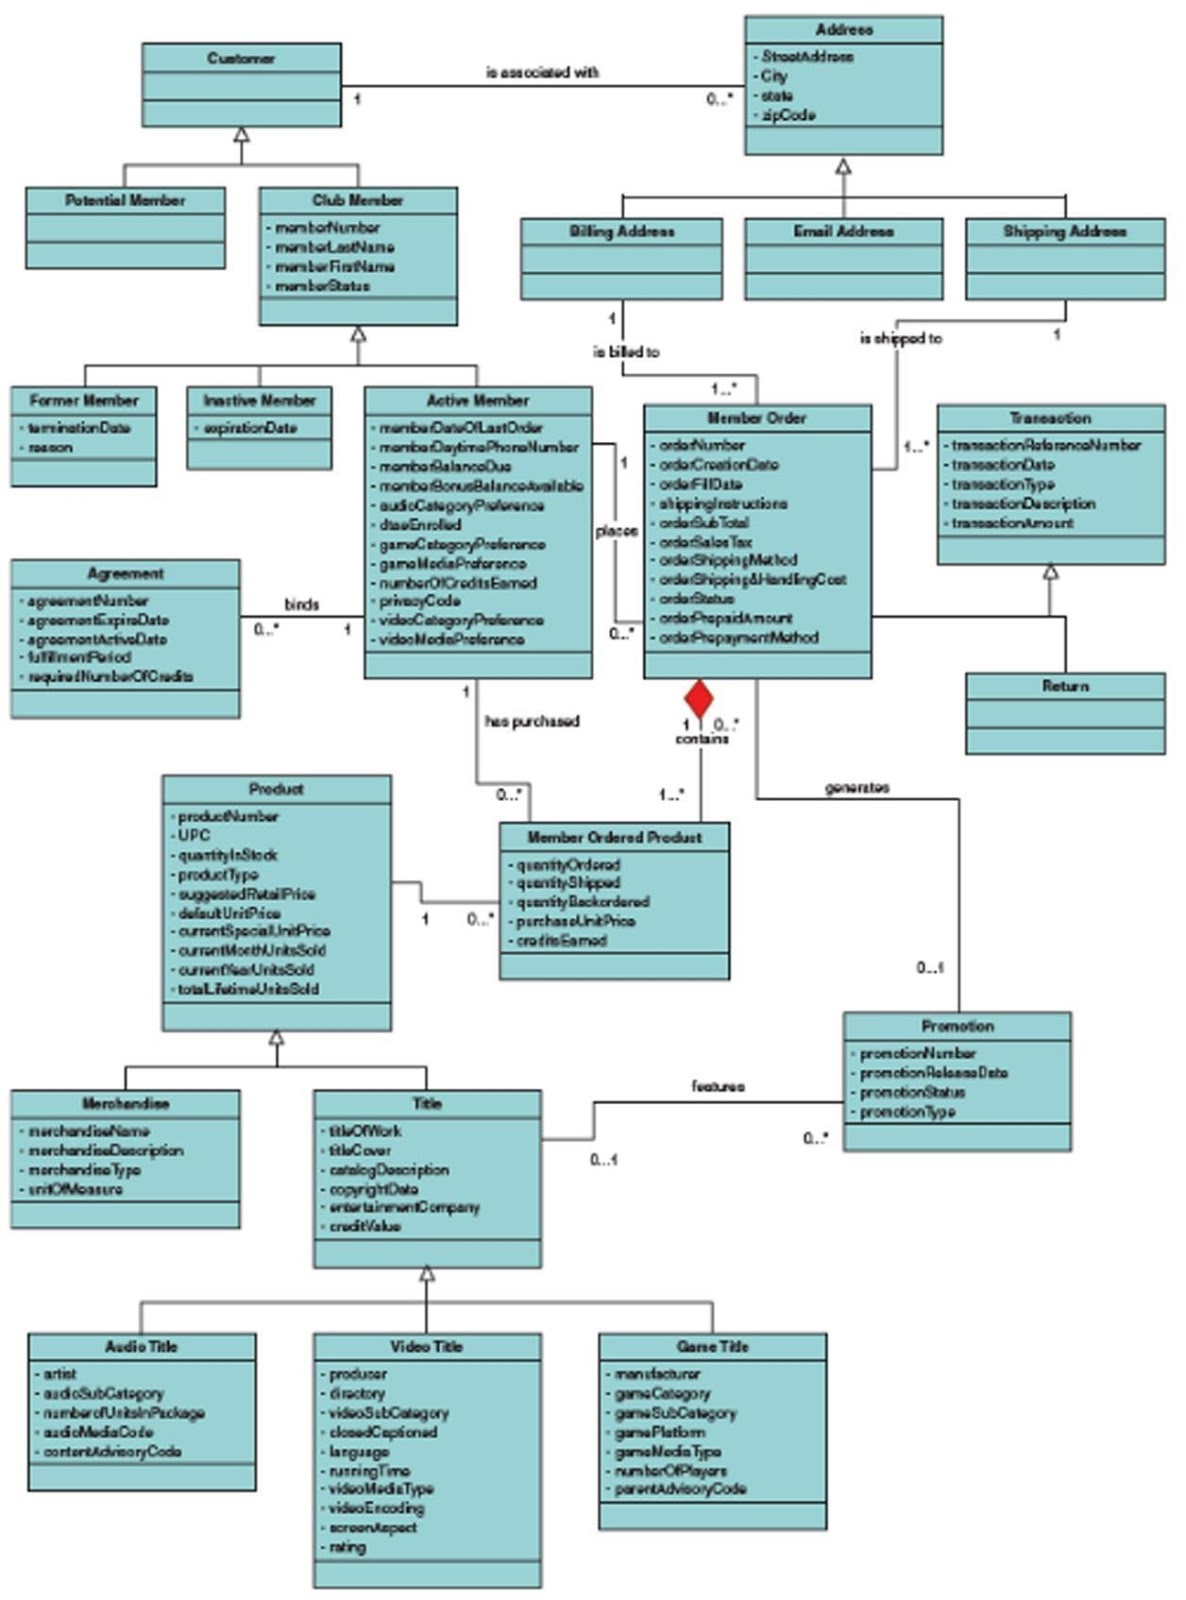 Customer
is associated with
1
0...*
Address
- StreetAddress
- City
- state
- zipCode
Potential Member
Club Member
- memberNumber
- memberLastName
- memberFirstName
- memberStatus
Billing Address
Email Address
Shipping Address
1
is billed to
1...*
is shipped to
1
1...*
Former Member
- terminationDate
- reason
Inactive Member
- expirationDate
Active Member
- memberDateOfLastOrder
- memberDaytimePhoneNumber
- memberBalanceDue
- memberBonusBalanceAvailable
- audioCategoryPreference
- dtaeEnrolled
- gameCategoryPreference
- gameMediaPreference
- numberOfCreditsEarned
- privacyCode
- videoCategoryPreference
- videoMediaPreference
1
places
0...*
Member Order
- orderNumber
- orderCreationDate
- orderFillDate
- shippingInstructions
- orderSubTotal
- orderSalesTax
- orderShippingMethod
- orderShipping&HandlingCost
- orderStatus
- orderPrepaidAmount
- orderPrepaymentMethod
Transaction
- transactionReferenceNumber
- transactionDate
- transactionType
- transactionDescription
- transactionAmount
Agreement
- agreementNumber
- agreementExpireDate
- agreementActiveDate
- fulfillmentPeriod
- requiredNumberOfCredits
binds
0...*
1
Return
1
has purchased
0...*
1
0...*
contains
1...*
generates
0...1
Product
- productNumber
- UPC
- quantityInStock
- productType
- suggestedRetailPrice
- defaultUnitPrice
- currentSpecialUnitPrice
- currentMonthUnitsSold
- currentYearUnitsSold
- totalLifetimeUnitsSold
1
0...*
Member Ordered Product
- quantityOrdered
- quantityShipped
- quantityBackordered
- purchaseUnitPrice
- creditsEarned
Promotion
- promotionNumber
- promotionReleaseDate
- promotionStatus
- promotionType
features
0...*
0...1
Merchandise
- merchandiseName
- merchandiseDescription
- merchandiseType
- unitOfMeasure
Title
- titleOfWork
- titleCover
- catalogDescription
- copyrightDate
- entertainmentCompany
- creditValue
Audio Title
- artist
- audioSubCategory
- numberofUnitsInPackage
- audioMediaCode
- contentAdvisoryCode
Video Title
- producer
- directory
- videoSubCategory
- closedCaptioned
- language
- runningTime
- videoMediaType
- videoEncoding
- screenAspect
- rating
Game Title
- manufacturer
- gameCategory
- gameSubCategory
- gamePlatform
- gameMediaType
- numberOfPlayers
- parentAdvisoryCode